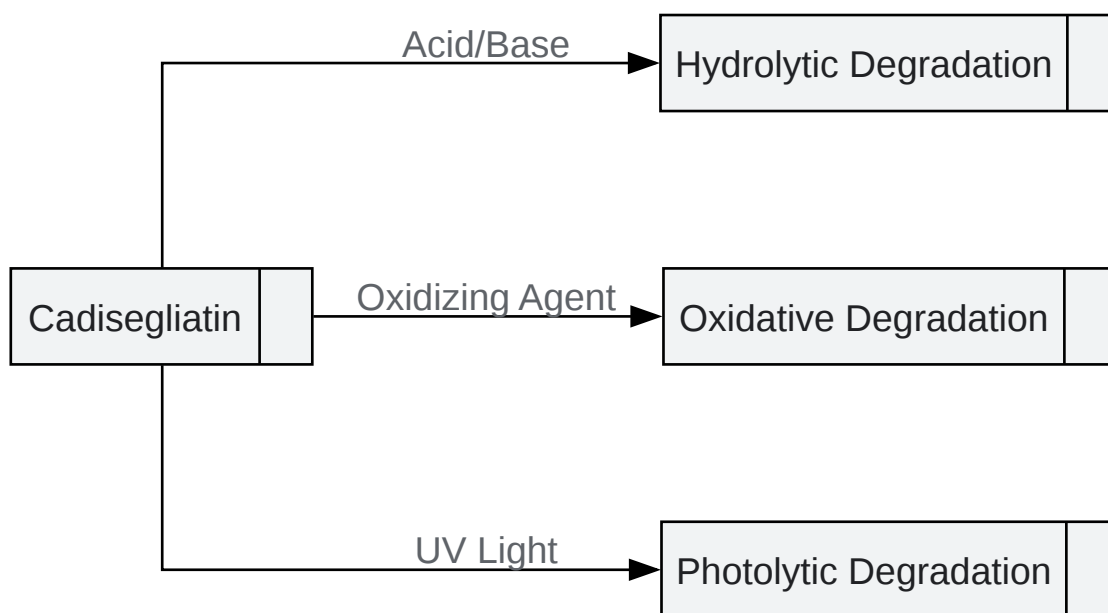 Acid/Base
Hydrolytic Degradation
Cadisegliatin
Oxidizing Agent
Oxidative Degradation
UV Light
Photolytic Degradation